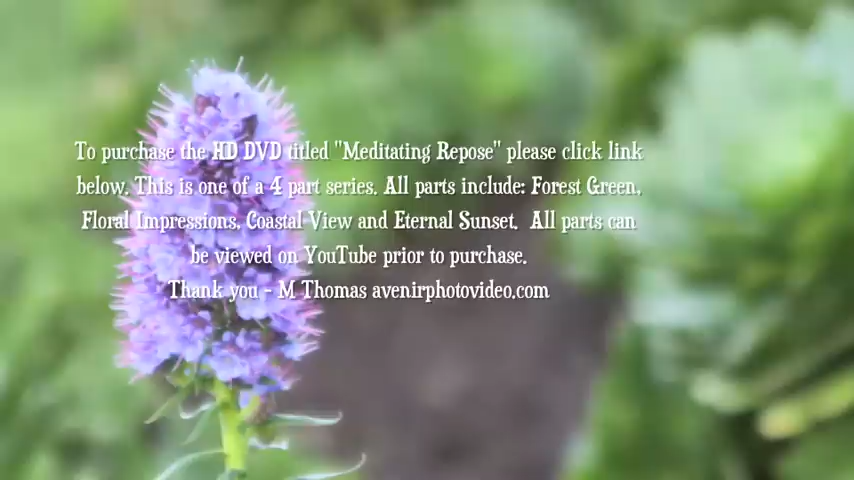 To purchase the HD DVD titled "Meditating Repose" please click link
below. This is one of a 4 part series. All parts include: Forest Green,
Floral Impressions, Coastal View and Eternal Sunset.  All parts can
be viewed on YouTube prior to purchase.
Thank you - M Thomas avenirphotovideo.com